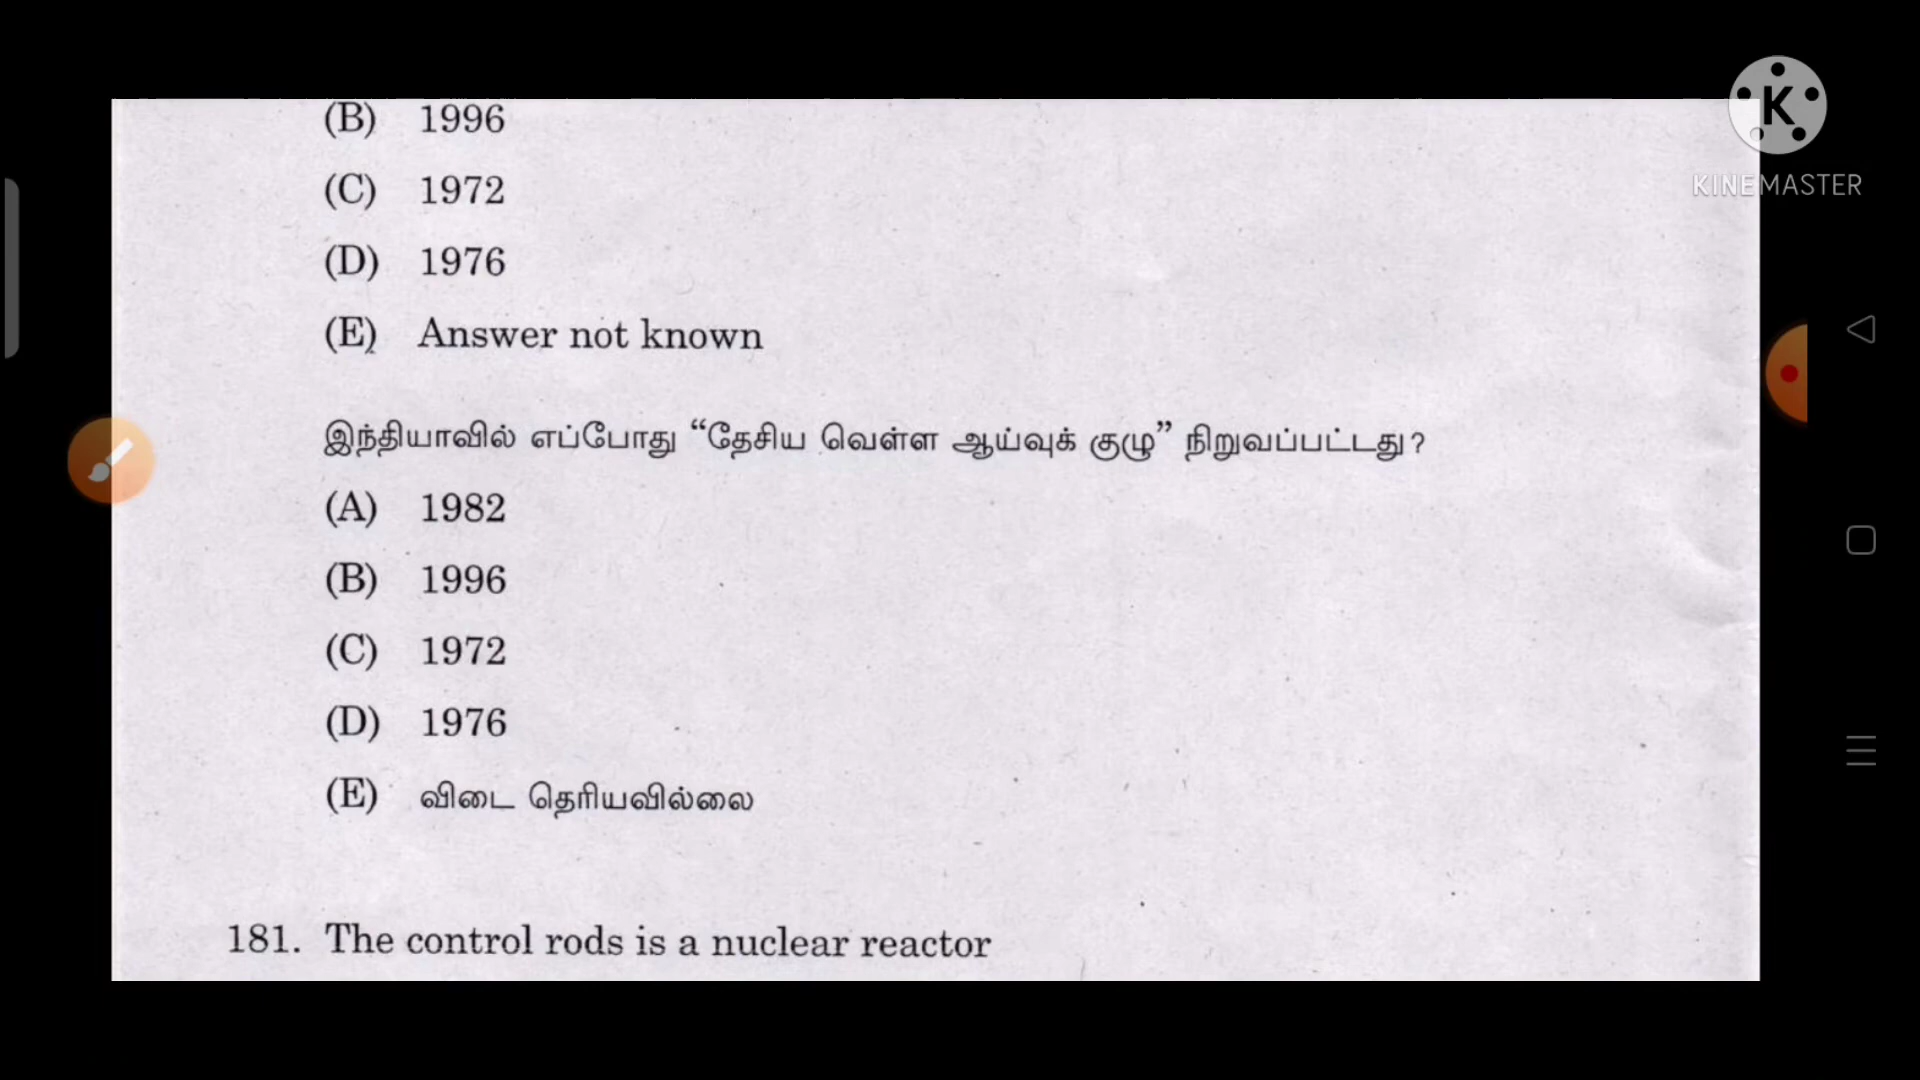 (B) 1996
(C) 1972
(D) 1976
(E) Answer not known
இந்தியாவில் எப்போது “தேசிய வெள்ள ஆய்வுக் குழு” நிறுவப்பட்டது?
(A) 1982
(B) 1996
(C) 1972
(D) 1976
(E) விடை தெரியவில்லை
181. The control rods is a nuclear reactor
K
KINEMASTER